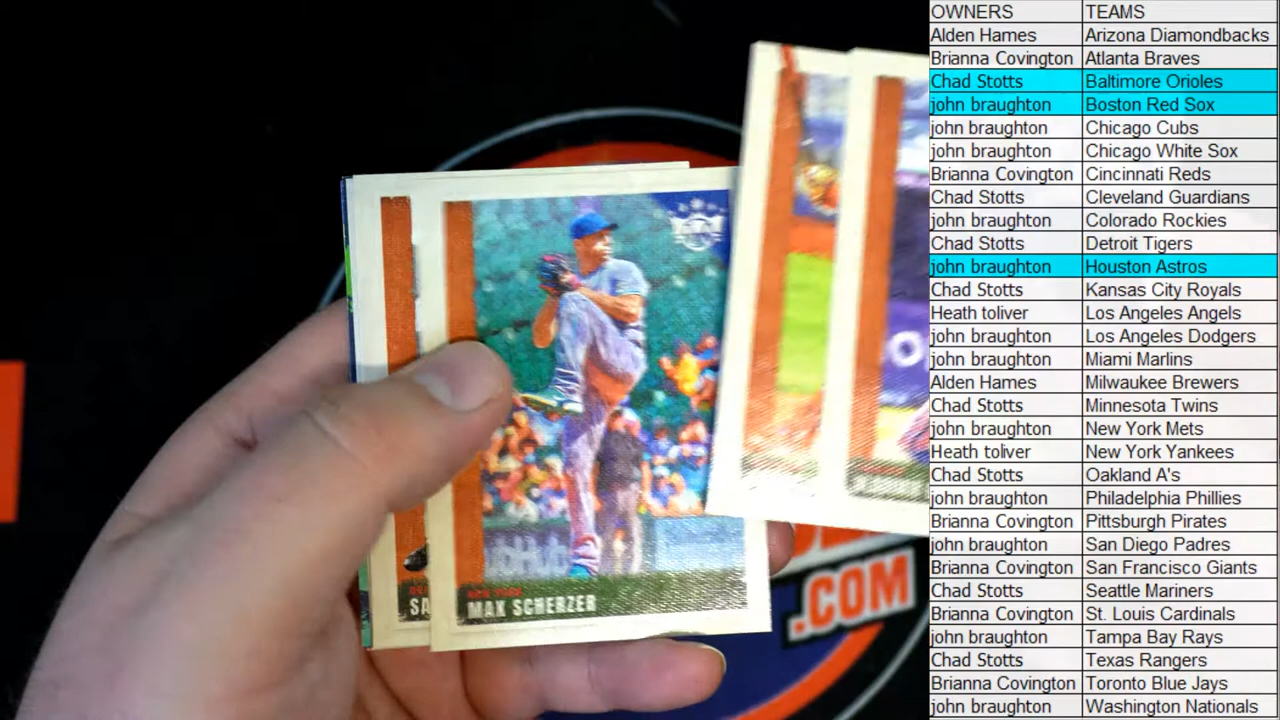 OWNERS TEAMS
Alden Hames Arizona Diamondbacks
Brianna Covington Atlanta Braves
Chad Stotts Baltimore Orioles
john braughton Boston Red Sox
john braughton Chicago Cubs
john braughton Chicago White Sox
Brianna Covington Cincinnati Reds
Chad Stotts Cleveland Guardians
john braughton Colorado Rockies
Chad Stotts Detroit Tigers
john braughton Houston Astros
Chad Stotts Kansas City Royals
Heath toliver Los Angeles Angels
john braughton Los Angeles Dodgers
john braughton Miami Marlins
Alden Hames Milwaukee Brewers
Chad Stotts Minnesota Twins
john braughton New York Mets
Heath toliver New York Yankees
Chad Stotts Oakland A's
john braughton Philadelphia Phillies
Brianna Covington Pittsburgh Pirates
john braughton San Diego Padres
Brianna Covington San Francisco Giants
Chad Stotts Seattle Mariners
Brianna Covington St. Louis Cardinals
john braughton Tampa Bay Rays
Chad Stotts Texas Rangers
Brianna Covington Toronto Blue Jays
john braughton Washington Nationals
NEW YORK
MAX SCHERZER
SA
.COM